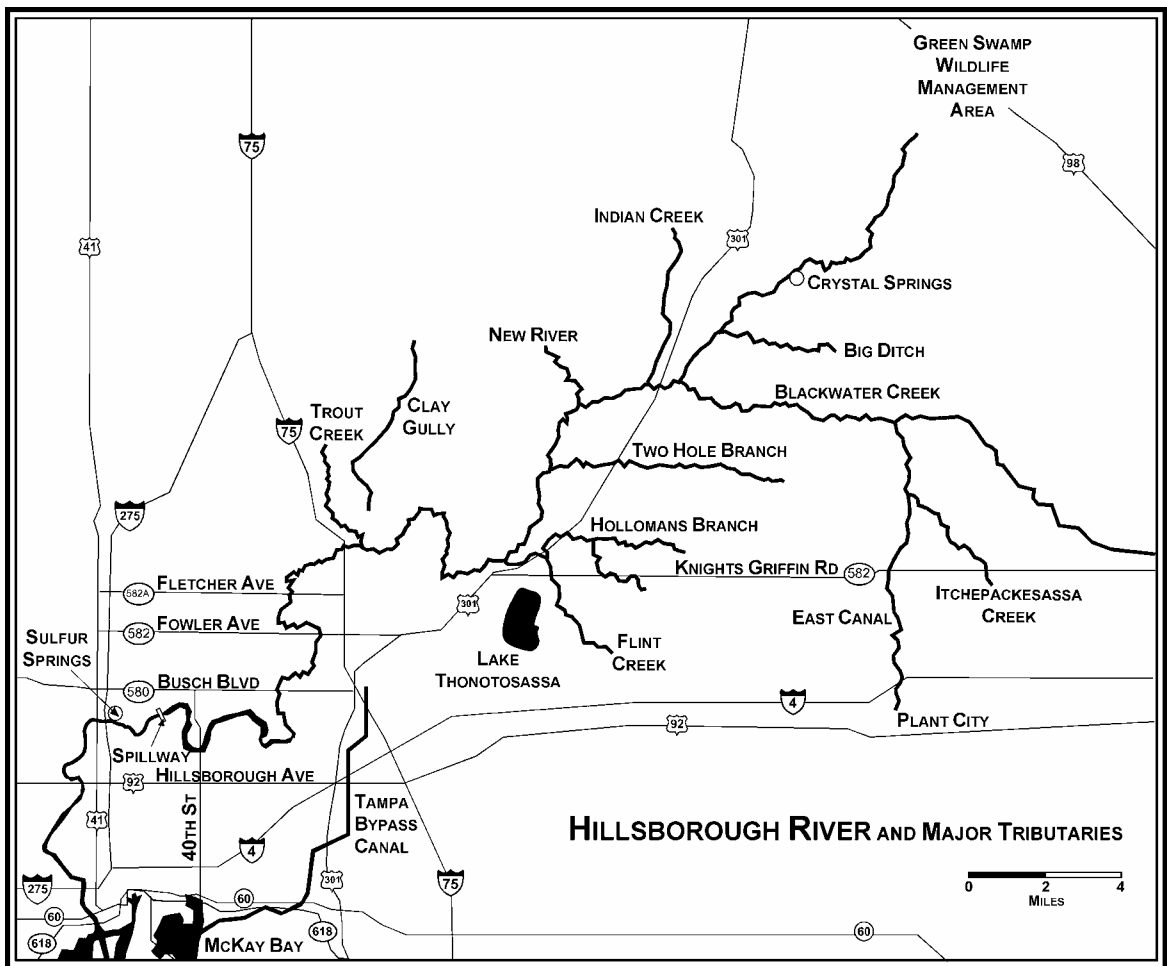 GREEN SWAMP
WILDLIFE
MANAGEMENT
AREA
75
98
INDIAN CREEK
301
41
CRYSTAL SPRINGS
NEW RIVER
BIG DITCH
BLACKWATER CREEK
TROUT
CREEK
CLAY
GULLY
75
TWO HOLE BRANCH
275
HOLLOMANS BRANCH
KNIGHTS GRIFFIN RD
582
FLETCHER AVE
582A
301
ITCHEPACKESASSA
CREEK
EAST CANAL
FOWLER AVE
582
SULFUR
SPRINGS
FLINT
CREEK
LAKE
THONOTOSASSA
BUSCH BLVD
580
4
92
PLANT CITY
SPILLWAY
HILLSBOROUGH AVE
92
TAMPA
BYPASS
CANAL
40TH ST
41
HILLSBOROUGH RIVER AND MAJOR TRIBUTARIES
4
275
301
75
0 2 4
MILES
60
60
618
618
60
MCKAY BAY